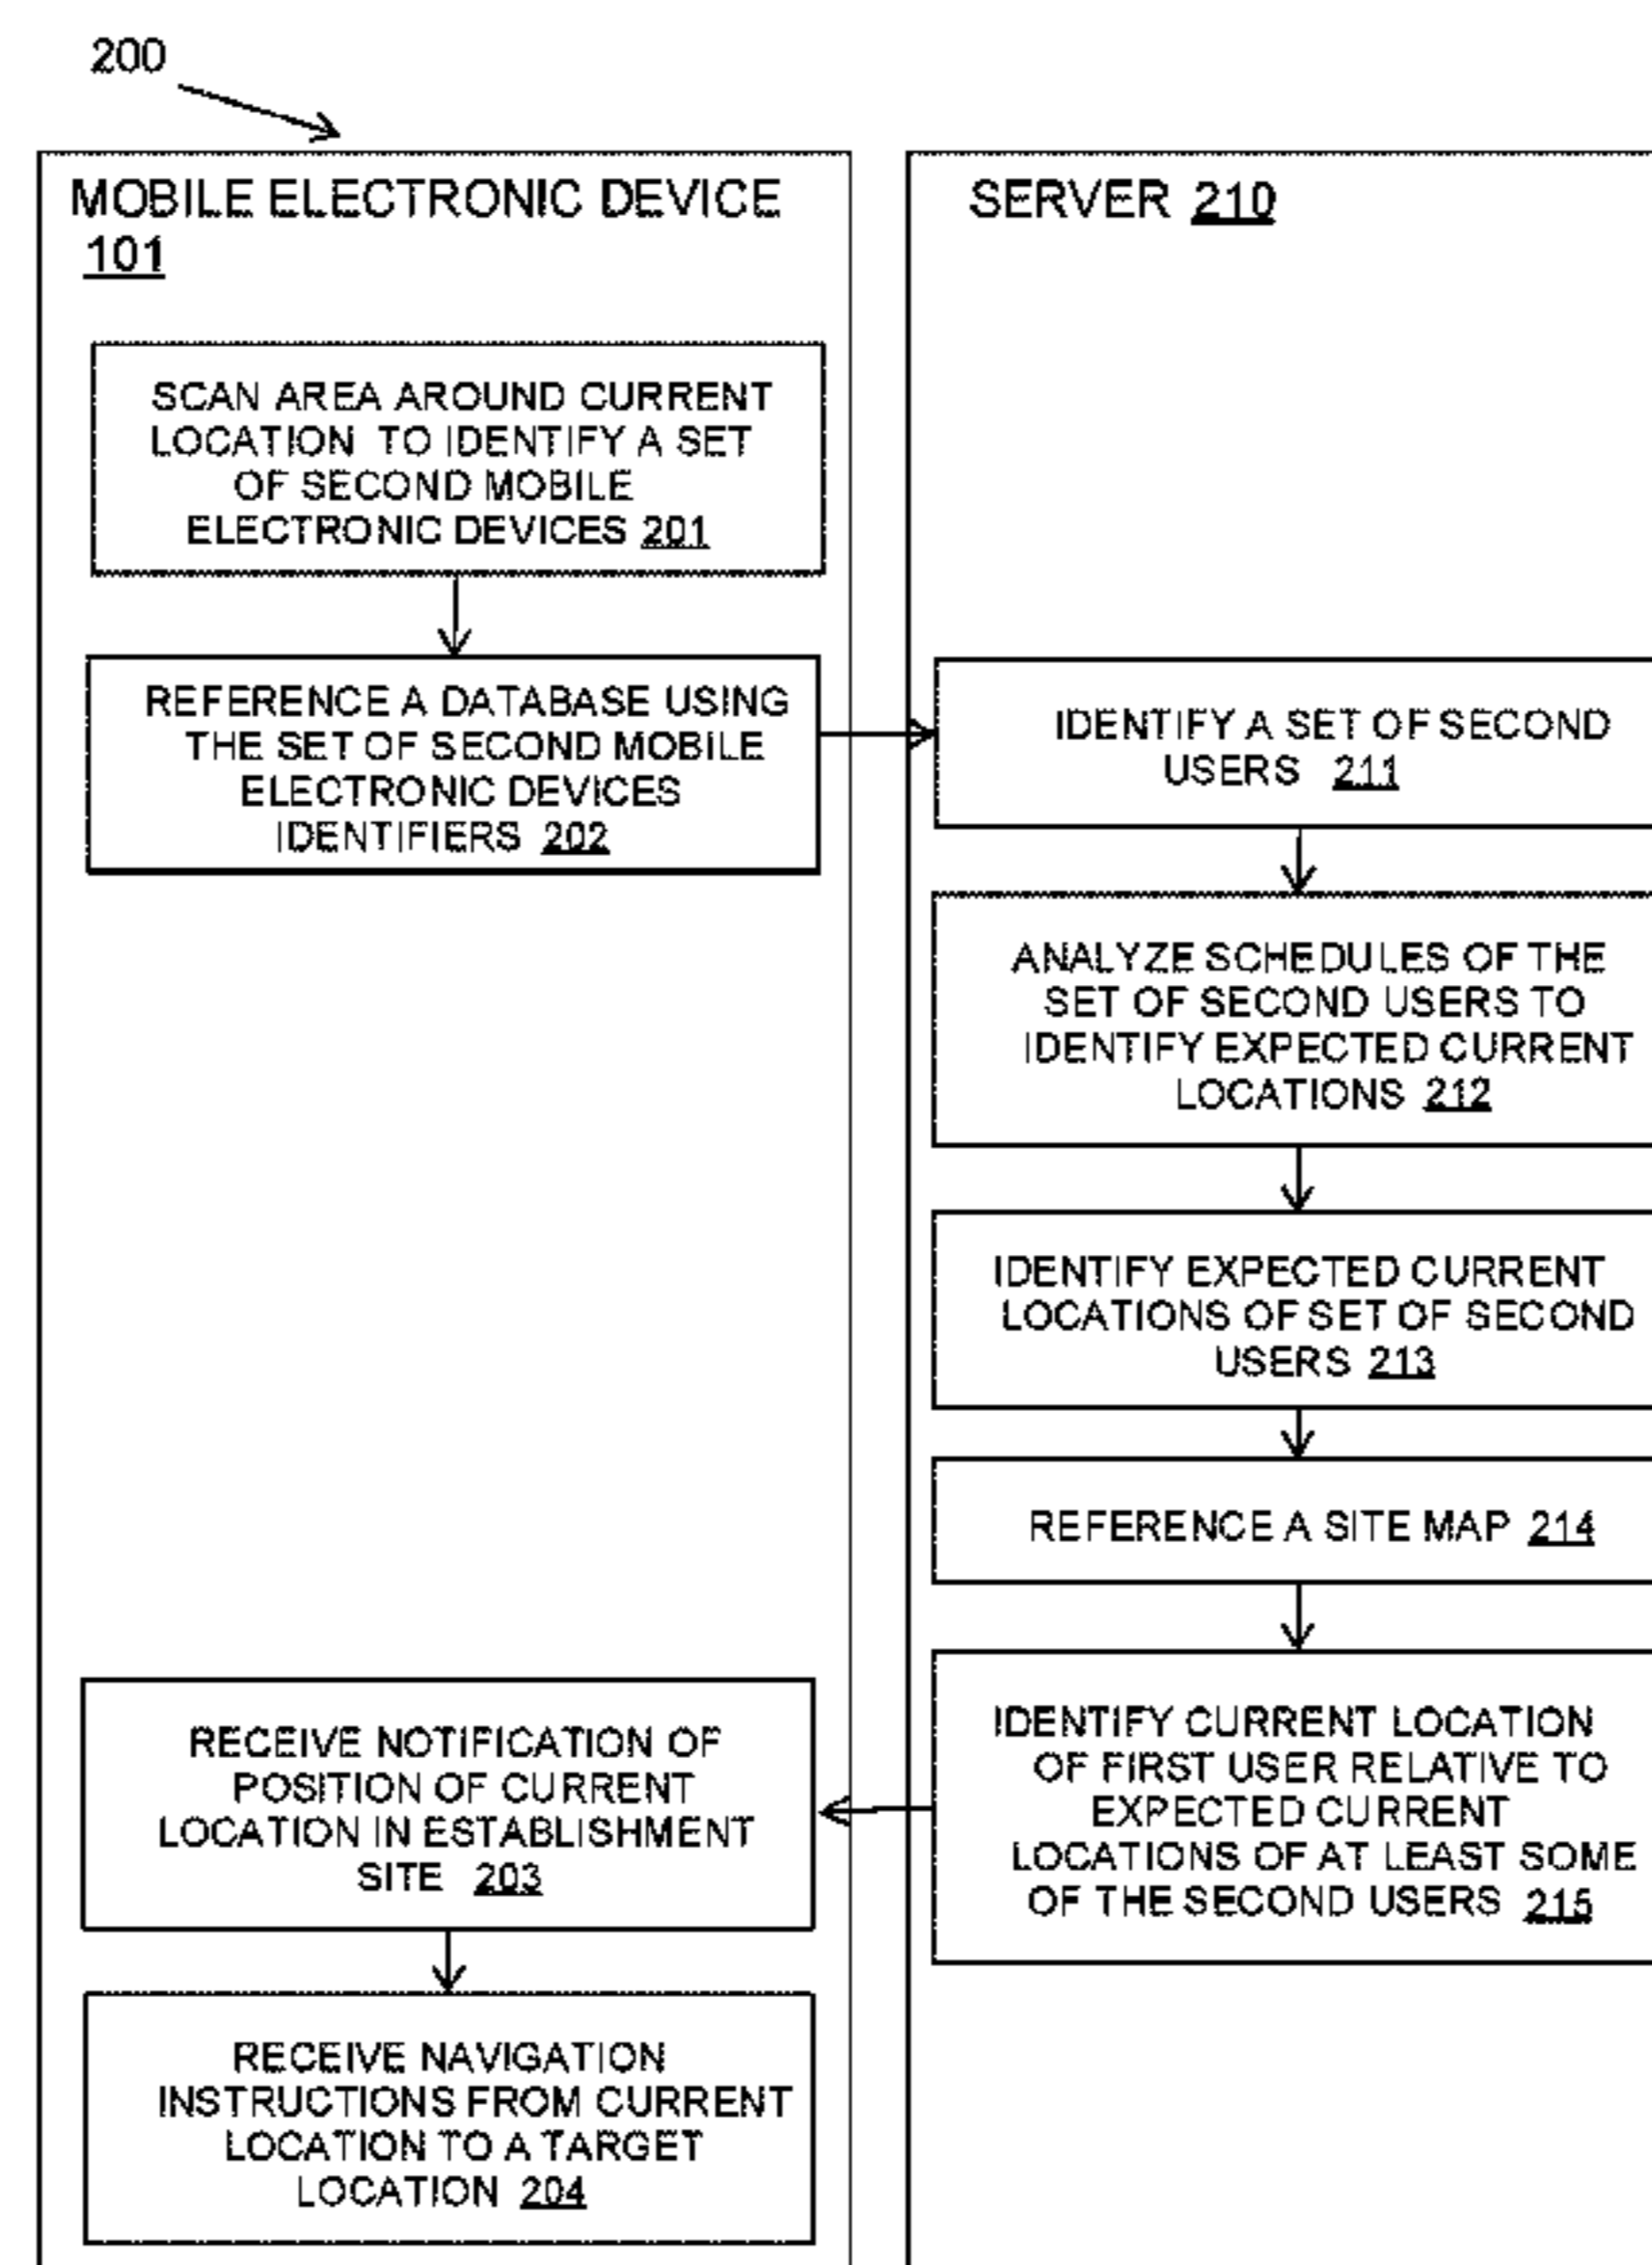 200
MOBILE ELECTRONIC DEVICE
101
SCAN AREA AROUND CURRENT
LOCATION TO IDENTIFY A SET
OF SECOND MOBILE
ELECTRONIC DEVICES 201
REFERENCE A DATABASE USING
THE SET OF SECOND MOBILE
ELECTRONIC DEVICES
IDENTIFIERS 202
RECEIVE NOTIFICATION OF
POSITION OF CURRENT
LOCATION IN ESTABLISHMENT
SITE 203
RECEIVE NAVIGATION
INSTRUCTIONS FROM CURRENT
LOCATION TO A TARGET
LOCATION 204
SERVER 210
IDENTIFY A SET OF SECOND
USERS 211
ANALYZE SCHEDULES OF THE
SET OF SECOND USERS TO
IDENTIFY EXPECTED CURRENT
LOCATIONS 212
IDENTIFY EXPECTED CURRENT
LOCATIONS OF SET OF SECOND
USERS 213
REFERENCE A SITE MAP 214
IDENTIFY CURRENT LOCATION
OF FIRST USER RELATIVE TO
EXPECTED CURRENT
LOCATIONS OF AT LEAST SOME
OF THE SECOND USERS 215